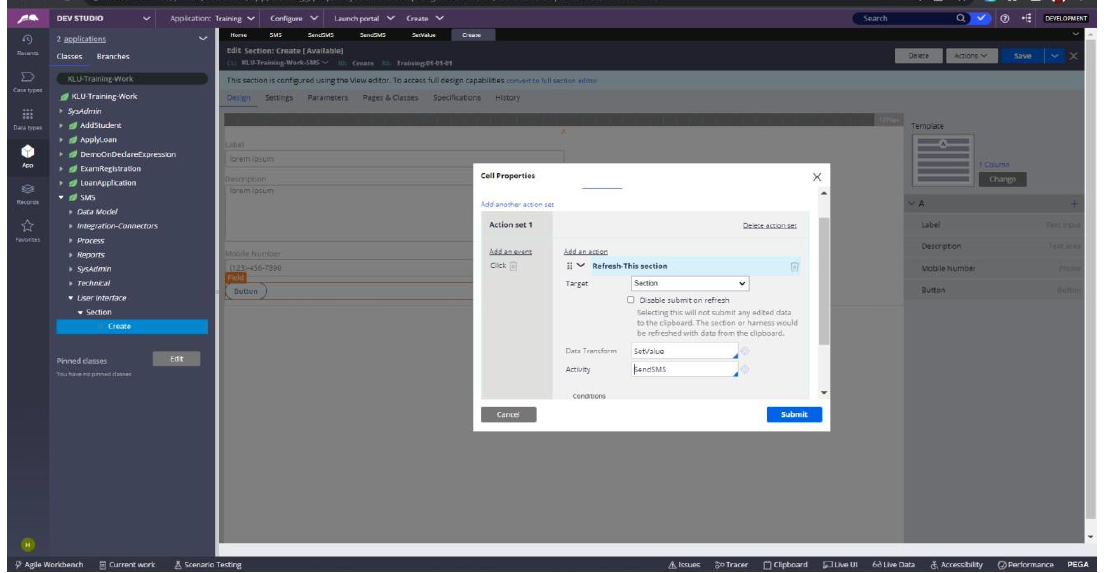 DEV STUDIO
Application: Training
Configure
Launch portal
Create
Search
DEVELOPMENT
Recents
Case types
Data types
App
Records
Favorites
2 applications
Classes
Branches
KLU-Training-Work
KLU-Training-Work
SysAdmin
AddStudent
ApplyLoan
DemoOnDeclareExpression
ExamRegistration
LoanApplication
SMS
Data Model
Integration-Connectors
Process
Reports
SysAdmin
Technical
User Interface
Section
Create
Pinned classes
Edit
You have no pinned classes
Home
SMS
SendSMS
SendSMS
SetValue
Create
Edit Section: Create [Available]
CL: KLU-Training-Work-SMS
ID: Create
RS: Training:01-01-01
Delete
Actions
Save
This section is configured using the View editor. To access full design capabilities convert to full section editor
Design
Settings
Parameters
Pages & Classes
Specifications
History
Label
lorem ipsum
Description
lorem ipsum
Mobile Number
(123)-456-7890
Field
Button
Template
1 Column
Change
A
Label
Text input
Description
Text area
Mobile Number
Phone
Button
Button
Cell Properties
Add another action set
Action set 1
Delete action set
Add an event
Click
Add an action
Refresh-This section
Target
Section
Disable submit on refresh
Selecting this will not submit any edited data
to the clipboard. The section or harness would
be refreshed with data from the clipboard.
Data Transform
SetValue
Activity
SendSMS
Conditions
Cancel
Submit
H
Agile Workbench
Current work
Scenario Testing
Issues
Tracer
Clipboard
Live UI
Live Data
Accessibility
Performance
PEGA